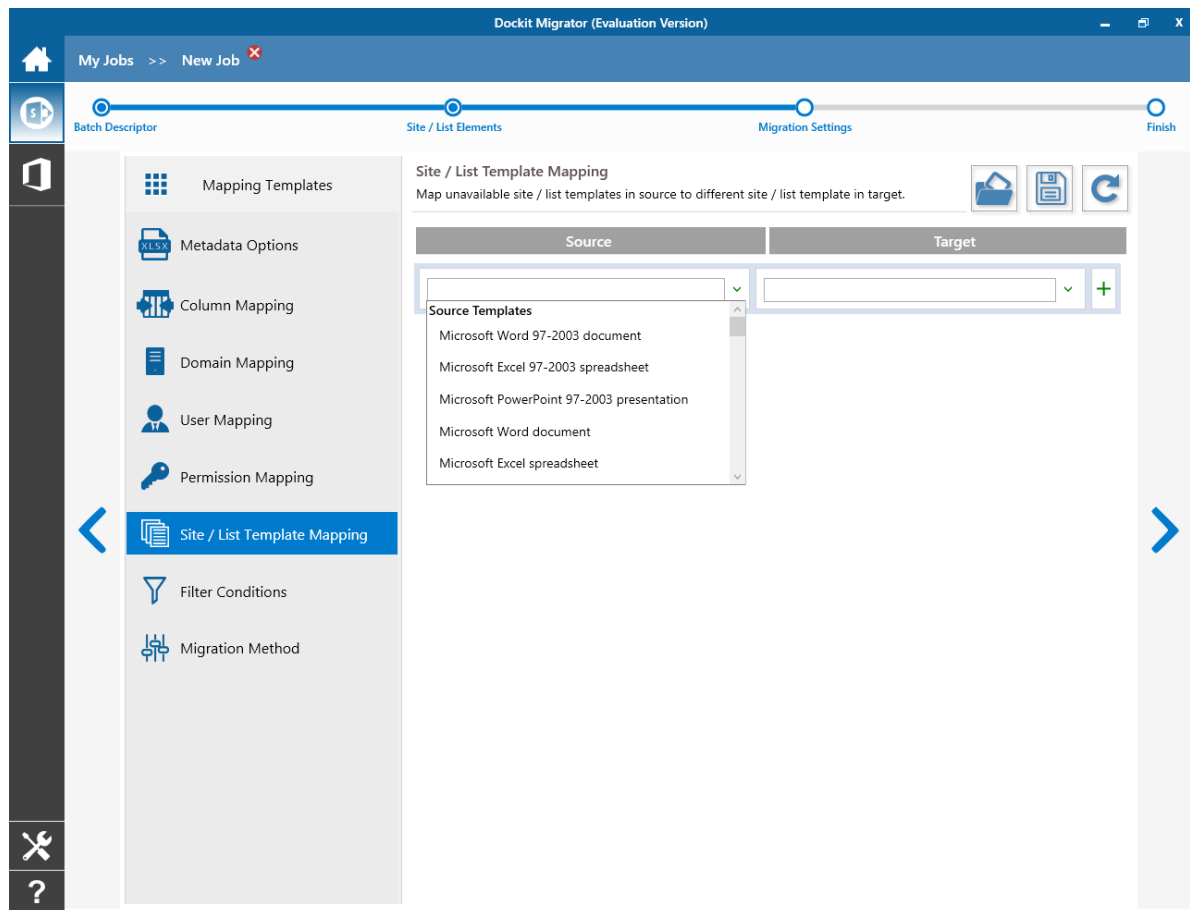 Dockit Migrator (Evaluation Version)
My Jobs >> New Job
Batch Descriptor
Site / List Elements
Migration Settings
Finish
Mapping Templates
XLSX
Metadata Options
Column Mapping
Domain Mapping
User Mapping
Permission Mapping
Site / List Template Mapping
Filter Conditions
Migration Method
Site / List Template Mapping
Map unavailable site / list templates in source to different site / list template in target.
Source
Target
Source Templates
Microsoft Word 97-2003 document
Microsoft Excel 97-2003 spreadsheet
Microsoft PowerPoint 97-2003 presentation
Microsoft Word document
Microsoft Excel spreadsheet